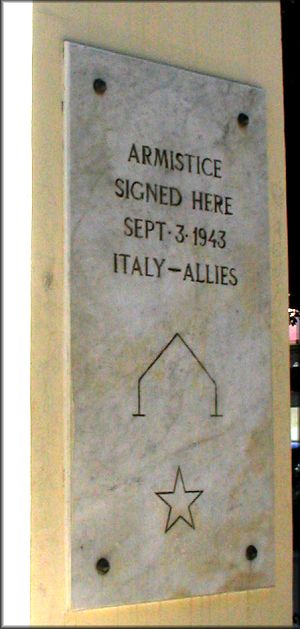 ARMISTICE
SIGNED HERE
SEPT·3·1943
ITALY–ALLIES